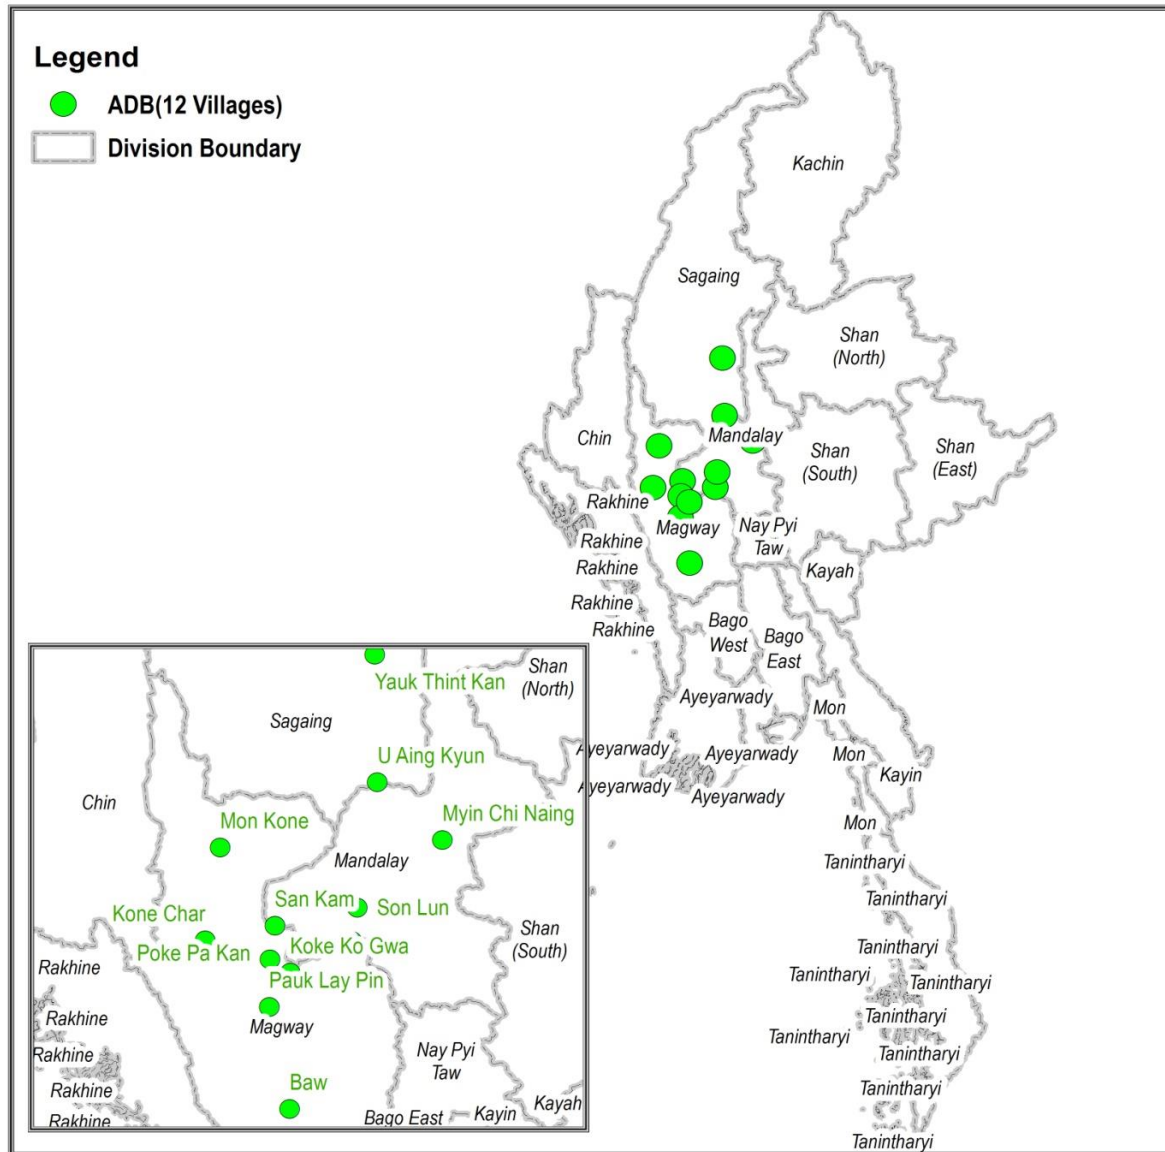 Legend
ADB(12 Villages)
Division Boundary
Kachin
Sagaing
Shan
(North)
Chin
Mandalay
Shan
(South)
Shan
(East)
Rakhine
Magway
Nay Pyi
Taw
Rakhine
Rakhine
Kayah
Rakhine
Rakhine
Bago
West
Bago
East
Ayeyarwady
Mon
Ayeyarwady
Ayeyarwady
Mon
Kayin
Ayeyarwady
Ayeyarwady
Mon
Tanintharyi
Tanintharyi
Tanintharyi
Tanintharyi
Tanintharyi
Tanintharyi
Tanintharyi
Tanintharyi
Tanintharyi
Tanintharyi
Yauk Thint Kan
Shan
(North)
Sagaing
U Aing Kyun
Chin
Mon Kone
Myin Chi Naing
Mandalay
San Kam
Son Lun
Kone Char
Poke Pa Kan
Koke Ko Gwa
Shan
(South)
Rakhine
Pauk Lay Pin
Rakhine
Magway
Rakhine
Nay Pyi
Taw
Rakhine
Baw
Rakhine
Bago East
Kayin
Kayah